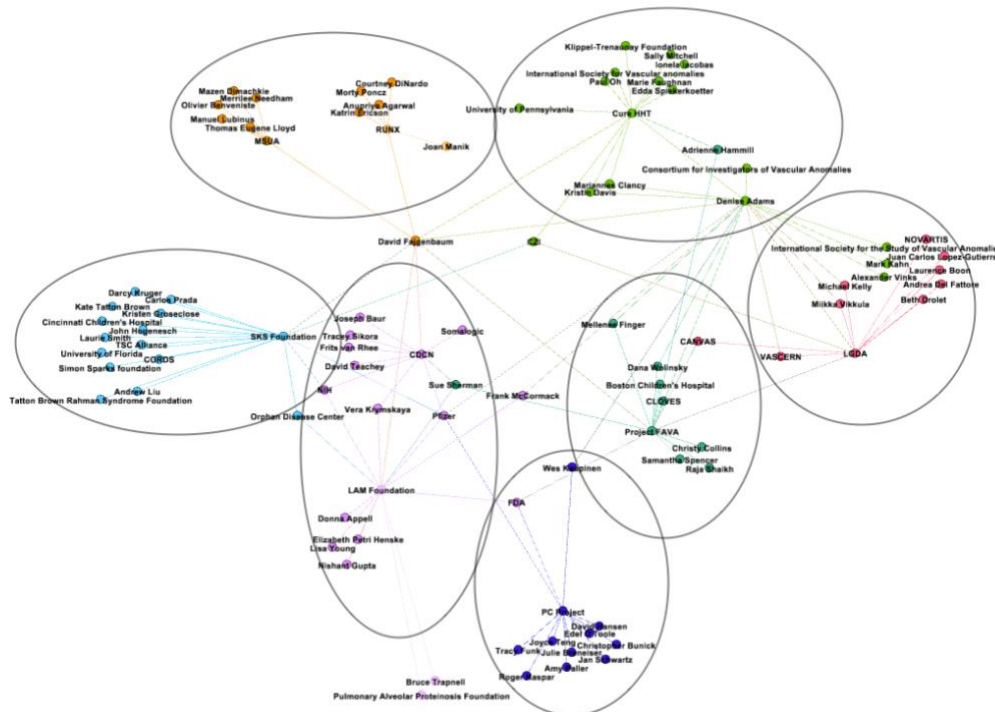 Klippel-Trenaunay Foundation
Sally Mitchell
Ionela Iacobas
International Society for Vascular anomalies
Paul Oh
Marie Faughnan
Edda Spiekerkoetter
University of Pennsylvania
Cure HHT
Adrienne Hammill
Consortium for Investigators of Vascular Anomalies
Mariannes Clancy
Kristin Davis
Denise Adams
Courtney DiNardo
Mazen Dimachkie
Morty Poncz
Merrilee Needham
Olivier Benveniste
Anupriya Agarwal
Katrin Ericson
Manuel Lubinus
Thomas Eugene Lloyd
RUNX
MSUA
Joan Manik
David Fajgenbaum
CZI
NOVARTIS
International Society for the Study of Vascular Anomalie
Juan Carlos Lopez-Gutierre
Mark Kahn
Laurence Boon
Alexander Vinks
Michael Kelly
Andrea Del Fattore
Miikka Vikkula
Beth Drolet
VASCERN
LGDA
Darcy Kruger
Carlos Prada
Kate Tatton Brown
Kristen Groseclose
Cincinnati Children's Hospital
John Hogenesch
Laurie Smith
TSC Alliance
University of Florida
CORDS
Simon Sparks foundation
Andrew Liu
Tatton Brown Rahman Syndrome Foundation
SKS Foundation
Orphan Disease Center
Joseph Baur
Tracey Sikora
Somalogic
Frits van Rhee
CDCN
David Teachey
NIH
Sue Sherman
Vera Krymskaya
Pfizer
Frank McCormack
Mellenee Finger
CANVAS
Dana Welinsky
Boston Children's Hospital
CLOVES
Project FAVA
Christy Collins
Samantha Spencer
Raja Shaikh
Wes Kaupinen
LAM Foundation
FDA
Donna Appell
Elizabeth Petri Henske
Lisa Young
Nishant Gupta
PC Project
David Hansen
Edel O'Toole
Joyce Teng
Christopher Bunick
Tracy Funk
Julie
Jan Schwartz
Amy Paller
Roger Kaspar
Bruce Trapnell
Pulmonary Alveolar Proteinosis Foundation